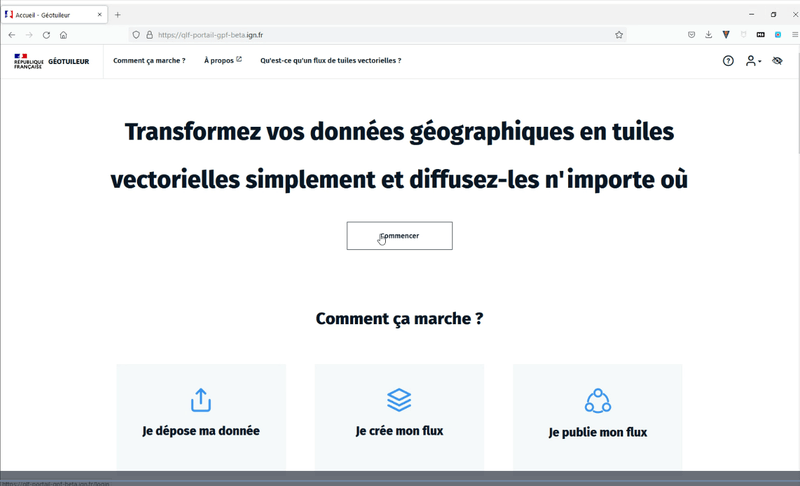 Accueil - Géotuileur
https://qlf-portail-gpf-beta.ign.fr
RÉPUBLIQUE
FRANÇAISE
GÉOTUILEUR
Comment ça marche ?
À propos
Qu'est-ce qu'un flux de tuiles vectorielles ?
Transformez vos données géographiques en tuiles
vectorielles simplement et diffusez-les n'importe où
Commencer
Comment ça marche ?
Je dépose ma donnée
Je crée mon flux
Je publie mon flux